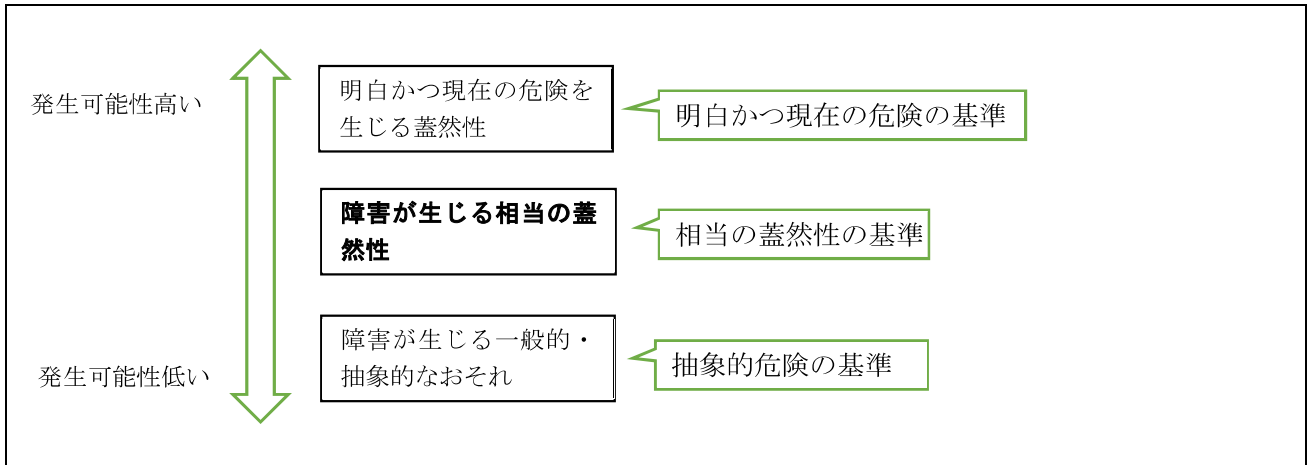 発生可能性高い
明白かつ現在の危険を
生じる蓋然性
明白かつ現在の危険の基準
障害が生じる相当の蓋
然性
相当の蓋然性の基準
障害が生じる一般的・
抽象的なおそれ
抽象的危険の基準
発生可能性低い